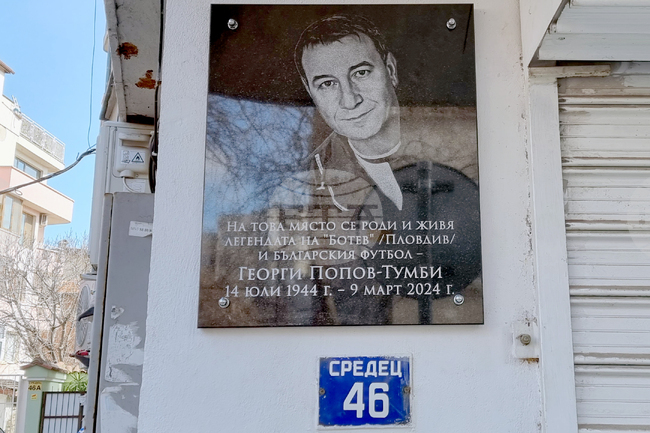 НА ТОВА МЯСТО СЕ РОДИ И ЖИВЯ
ЛЕГЕНДАТА НА "БОТЕВ" /ПЛОВДИВ/
И БЪЛГАРСКИЯ ФУТБОЛ –
ГЕОРГИ ПОПОВ-ТУМБИ
14 ЮЛИ 1944 Г. – 9 МАРТ 2024 Г.
СРЕДЕЦ
46
46А